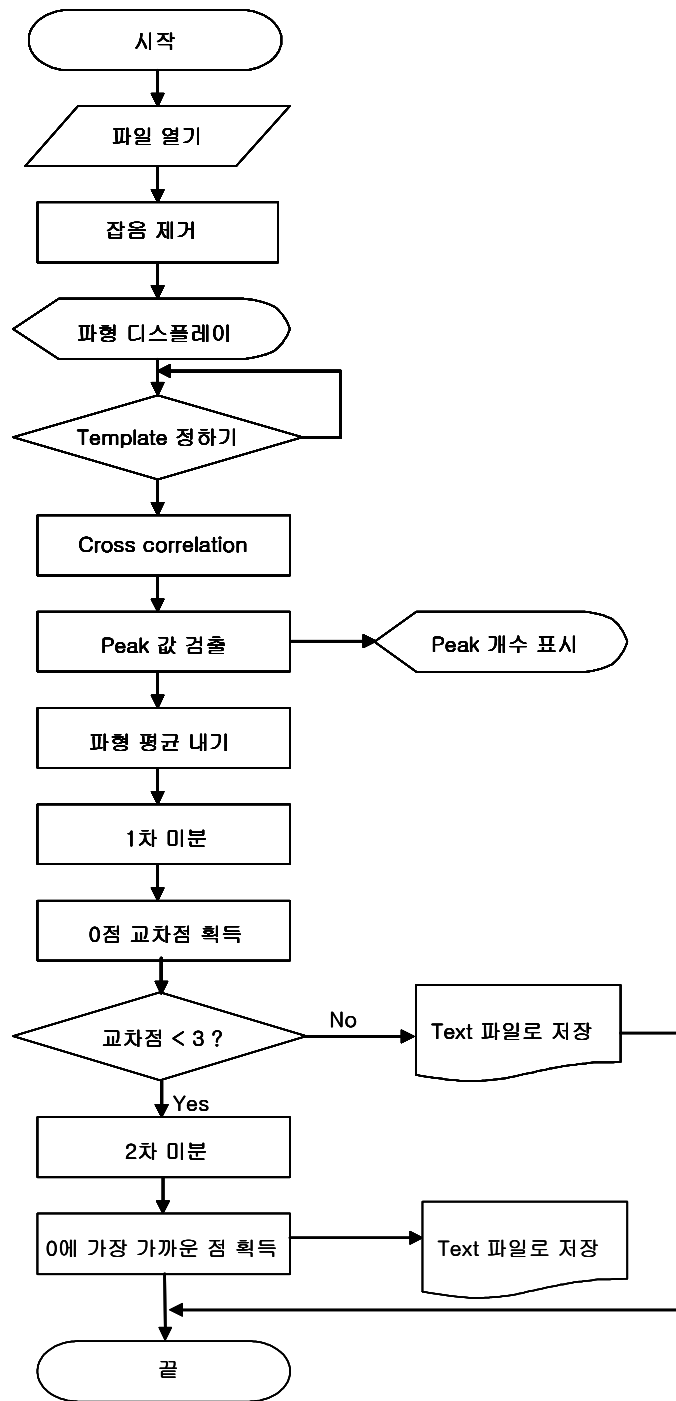 시작
파일 열기
잡음 제거
파형 디스플레이
Template 정하기
Cross correlation
Peak 값 검출
Peak 개수 표시
파형 평균 내기
1차 미분
0점 교차점 획득
교차점 < 3 ?
No
Text 파일로 저장
Yes
2차 미분
0에 가장 가까운 점 획득
Text 파일로 저장
끝